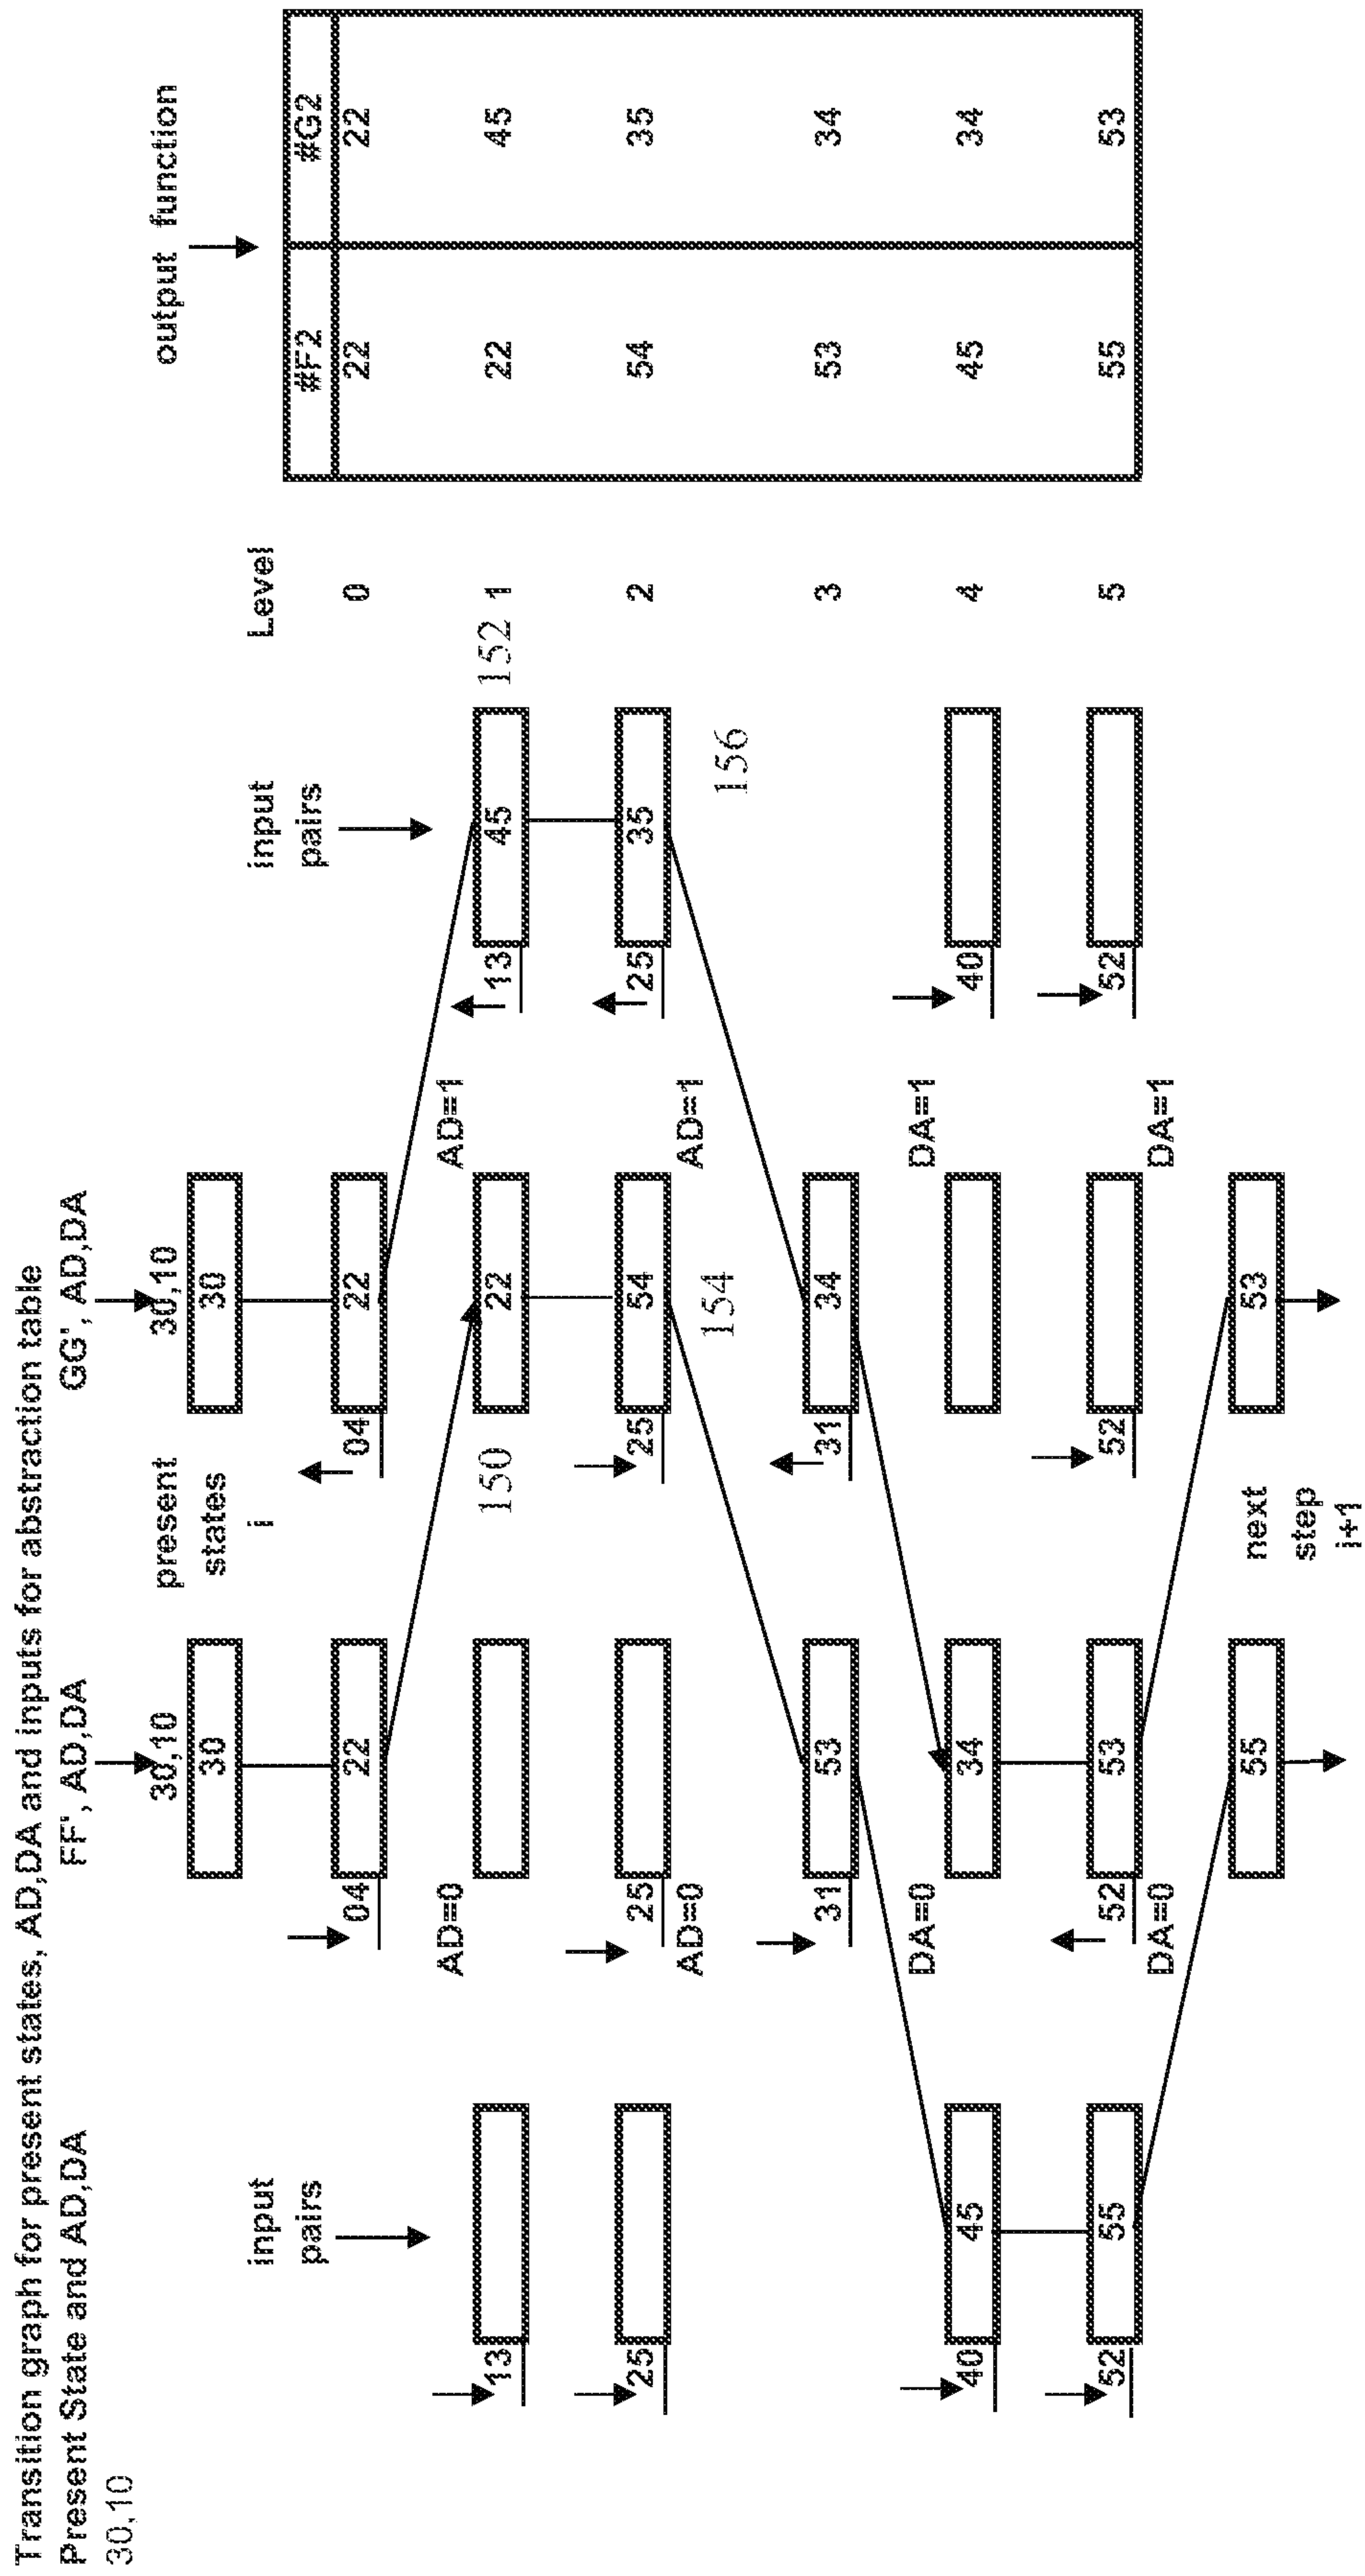 Transition graph for present states, AD,DA and inputs for abstraction table
Present State and AD,DA
FF', AD,DA
GG', AD,DA
30,10
30,10
30,10
output function
30
present
30
states
i
input
pairs
input
pairs
Level
#F2
#G2
04
22
04
22
0
22
22
AD=0
AD=1
13
150
22
13
45
152
1
22
45
25
25
25
54
25
35
2
54
35
AD=0
154
AD=1
156
31
53
31
34
3
53
34
DA=0
DA=1
40
45
34
40
4
45
34
52
55
52
53
52
52
5
55
53
DA=0
DA=1
55
next
step
i+1
53